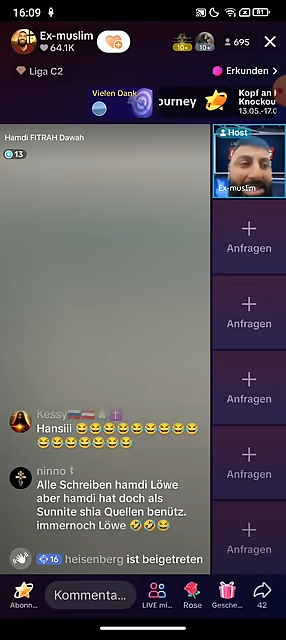 16:09
81
Ex-muslim
64.1K
10+
10+
695
Liga C2
Erkunden
Vielen Dank
ourney
Kopf an K
Knockou
13.05.-17.0
Hamdi FITRAH Dawah
13
Host
Ex-muslim
Anfragen
Anfragen
Anfragen
Anfragen
Anfragen
Kessy
Hansiii 😂😂😂😂😂😂😂😂😂😂
😂😂😂😂😂😂😂
ninno
Alle Schreiben hamdi Löwe
aber hamdi hat doch als
Sunnite shia Quellen benütz.
immernoch Löwe 🤣🤣😂
16 heisenberg ist beigetreten
Kommenta...
Abonn...
LIVE mi...
Rose
Gesche...
42